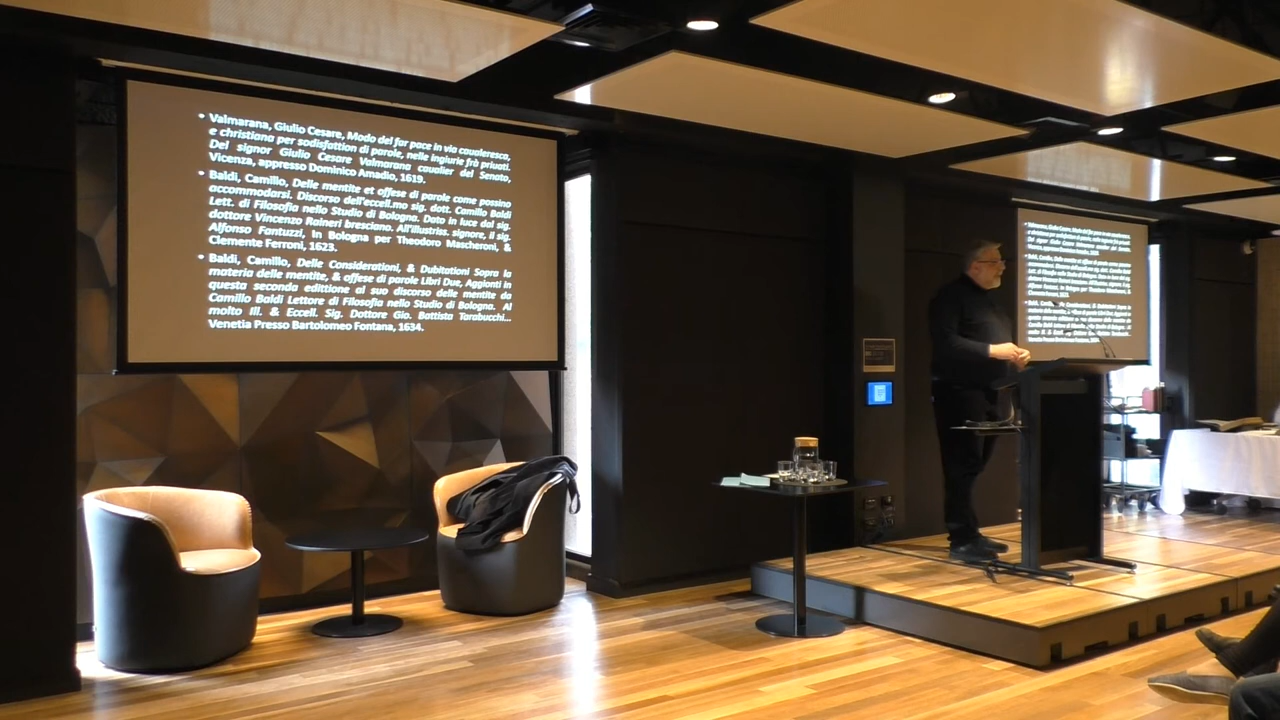 • Valmarana, Giulio Cesare, Modo del far pace in via caualeresca,
e christiana per sodisfattion di parole, nelle ingiurie frà priuati.
Del signor Giulio Cesare Valmarana caualier del Senato,
Vicenza, appresso Dominico Amadio, 1619.
• Baldi, Camillo, Delle mentite et offese di parole come possino
accommodarsi. Discorso dell'eccell.mo sig. dott. Camillo Baldi
Lett. di Filosofia nello Studio di Bologna. Dato in luce dal sig.
dottore Vincenzo Raineri bresciano. All'illustriss. signore, il sig.
Alfonso Fantuzzi, In Bologna per Theodoro Mascheroni, &
Clemente Ferroni, 1623.
• Baldi, Camillo, Delle Considerationi, & Dubitationi Sopra la
materia delle mentite, & offese di parole Libri Due, Aggionti in
questa seconda edittione al suo discorso delle mentite da
Camillo Baldi Lettore di Filosofia nello Studio di Bologna. Al
molto Ill. & Eccell. Sig. Dottore Gio. Battista Tarabucchi...
Venetia Presso Bartolomeo Fontana, 1634.